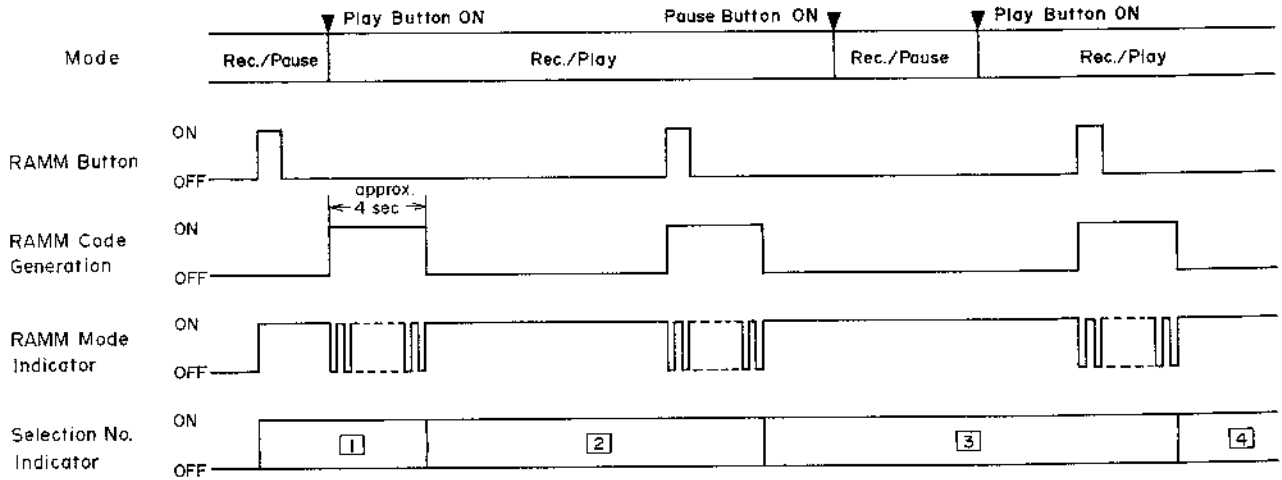 Play Button ON Pause Button ON Play Button ON
Mode Rec./Pause Rec./Play Rec./Pause Rec./Play
ON
RAMM Button
OFF
approx.
4 sec
ON
RAMM Code
Generation
OFF
ON
RAMM Mode
Indicator
OFF
ON
Selection No.
Indicator
1 2 3 4
OFF